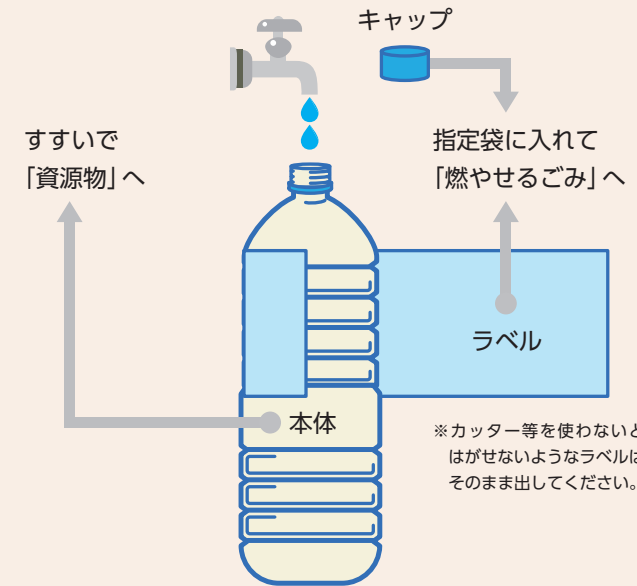 キャップ
すすいで
「資源物」へ
指定袋に入れて
「燃やせるごみ」へ
ラベル
本体
※カッター等を使わないと
はがせないようなラベルは
そのまま出してください。